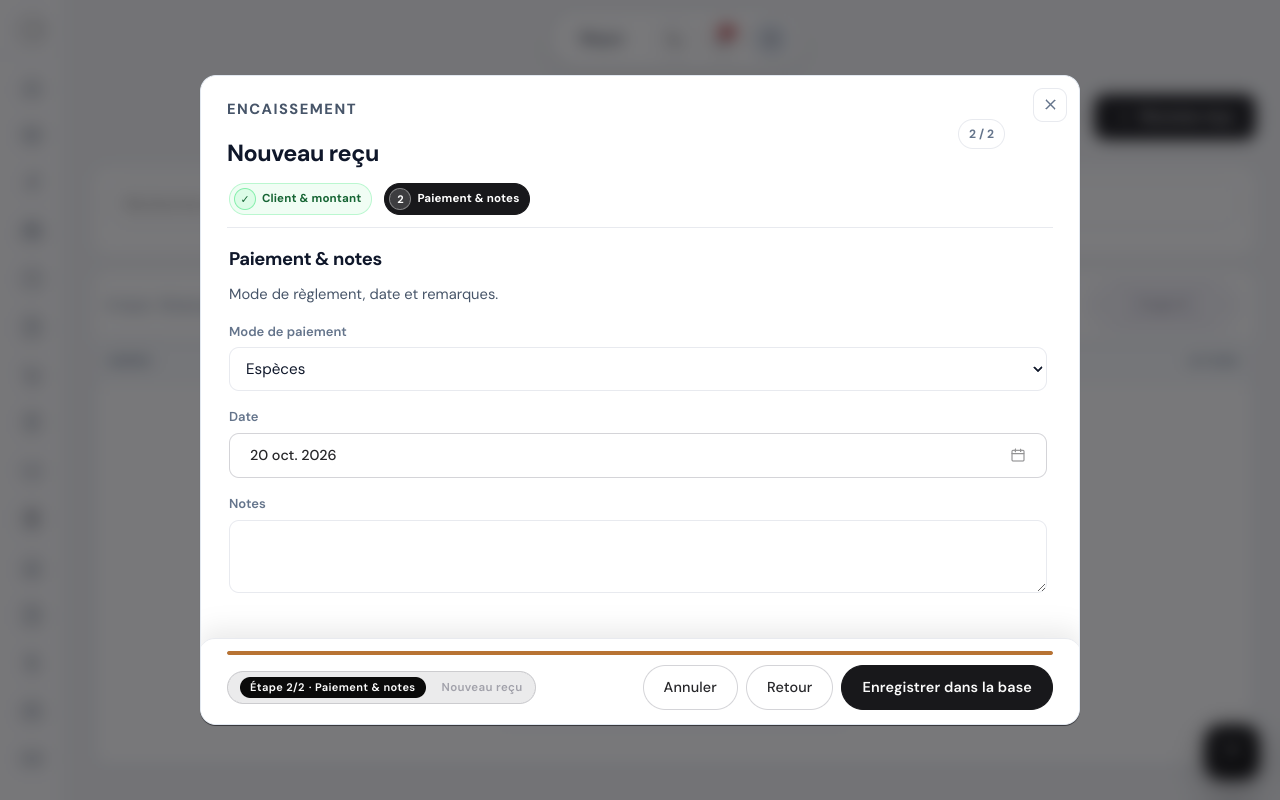 ENCAISSEMENT
2 / 2
Nouveau reçu
✓ Client & montant
2 Paiement & notes
Paiement & notes
Mode de règlement, date et remarques.
Mode de paiement
Espèces
Date
20 oct. 2026
Notes
Étape 2/2 · Paiement & notes Nouveau reçu
Annuler
Retour
Enregistrer dans la base